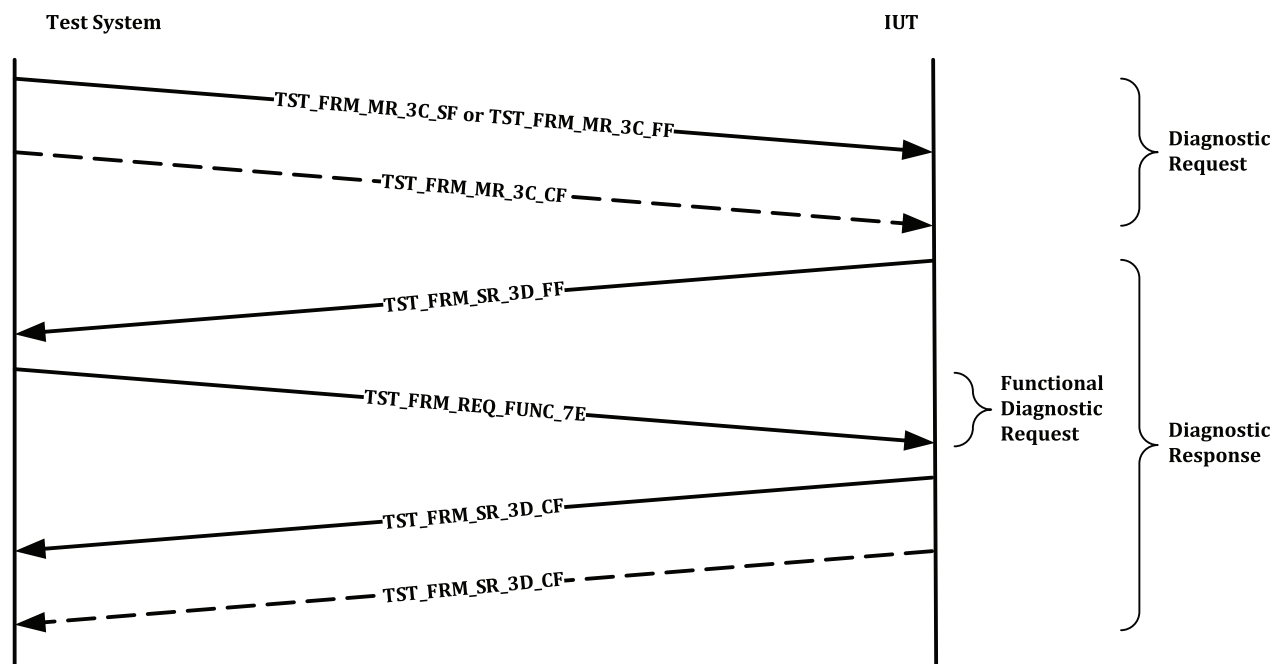 Test System
IUT
TST_FRM_MR_3C_SF or TST_FRM_MR_3C_FF
Diagnostic
Request
TST_FRM_MR_3C_CF
TST_FRM_SR_3D_FF
TST_FRM_REQ_FUNC_7E
Functional
Diagnostic
Request
Diagnostic
Response
TST_FRM_SR_3D_CF
TST_FRM_SR_3D_CF